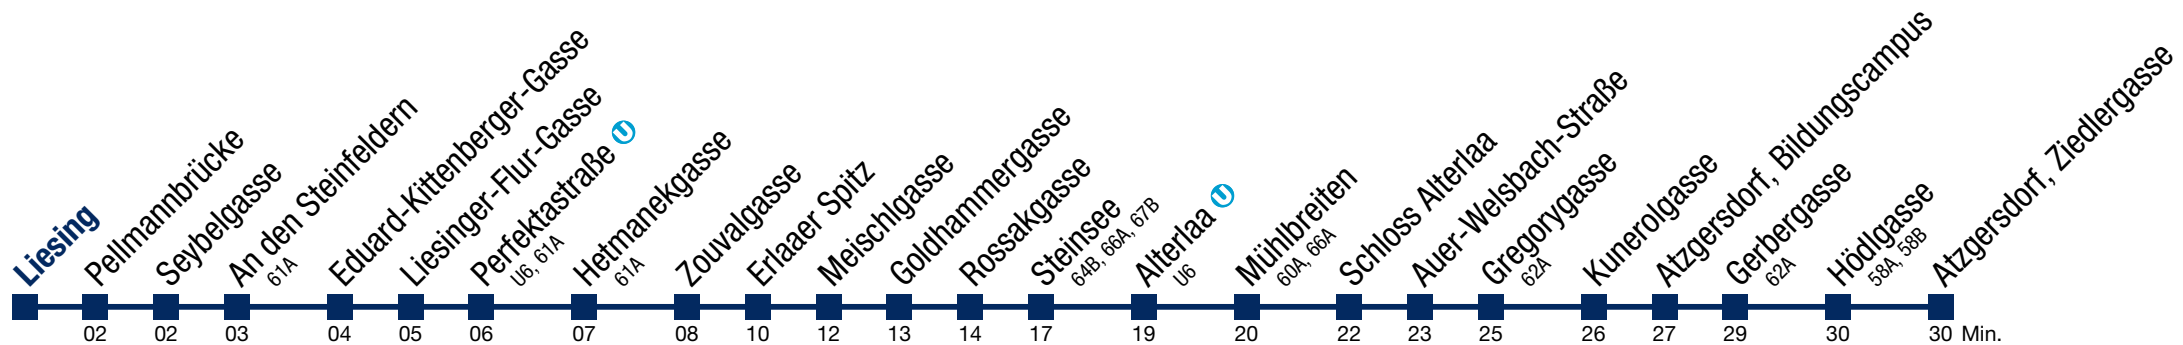 Liesing
Pellmannbrücke
Seybelgasse
An den Steinfeldern
61A
Eduard-Kittenberger-Gasse
Liesinger-Flur-Gasse
Perfektastraße U
U6, 61A
Hetmanekgasse
61A
Zouvalgasse
Erlaaer Spitz
Meischlgasse
Goldhammergasse
Rossakgasse
Steinsee
64B, 66A, 67B
Alterlaa U
U6
Mühlbreiten
60A, 66A
Schloss Alterlaa
Auer-Welsbach-Straße
Gregorygasse
62A
Kunerolgasse
Atzgersdorf, Bildungscampus
Gerbergasse
62A
Hödlgasse
58A, 58B
Atzgersdorf, Ziedlergasse
02 02 03 04 05 06 07 08 10 12 13 14 17 19 20 22 23 25 26 27 29 30 30 Min.